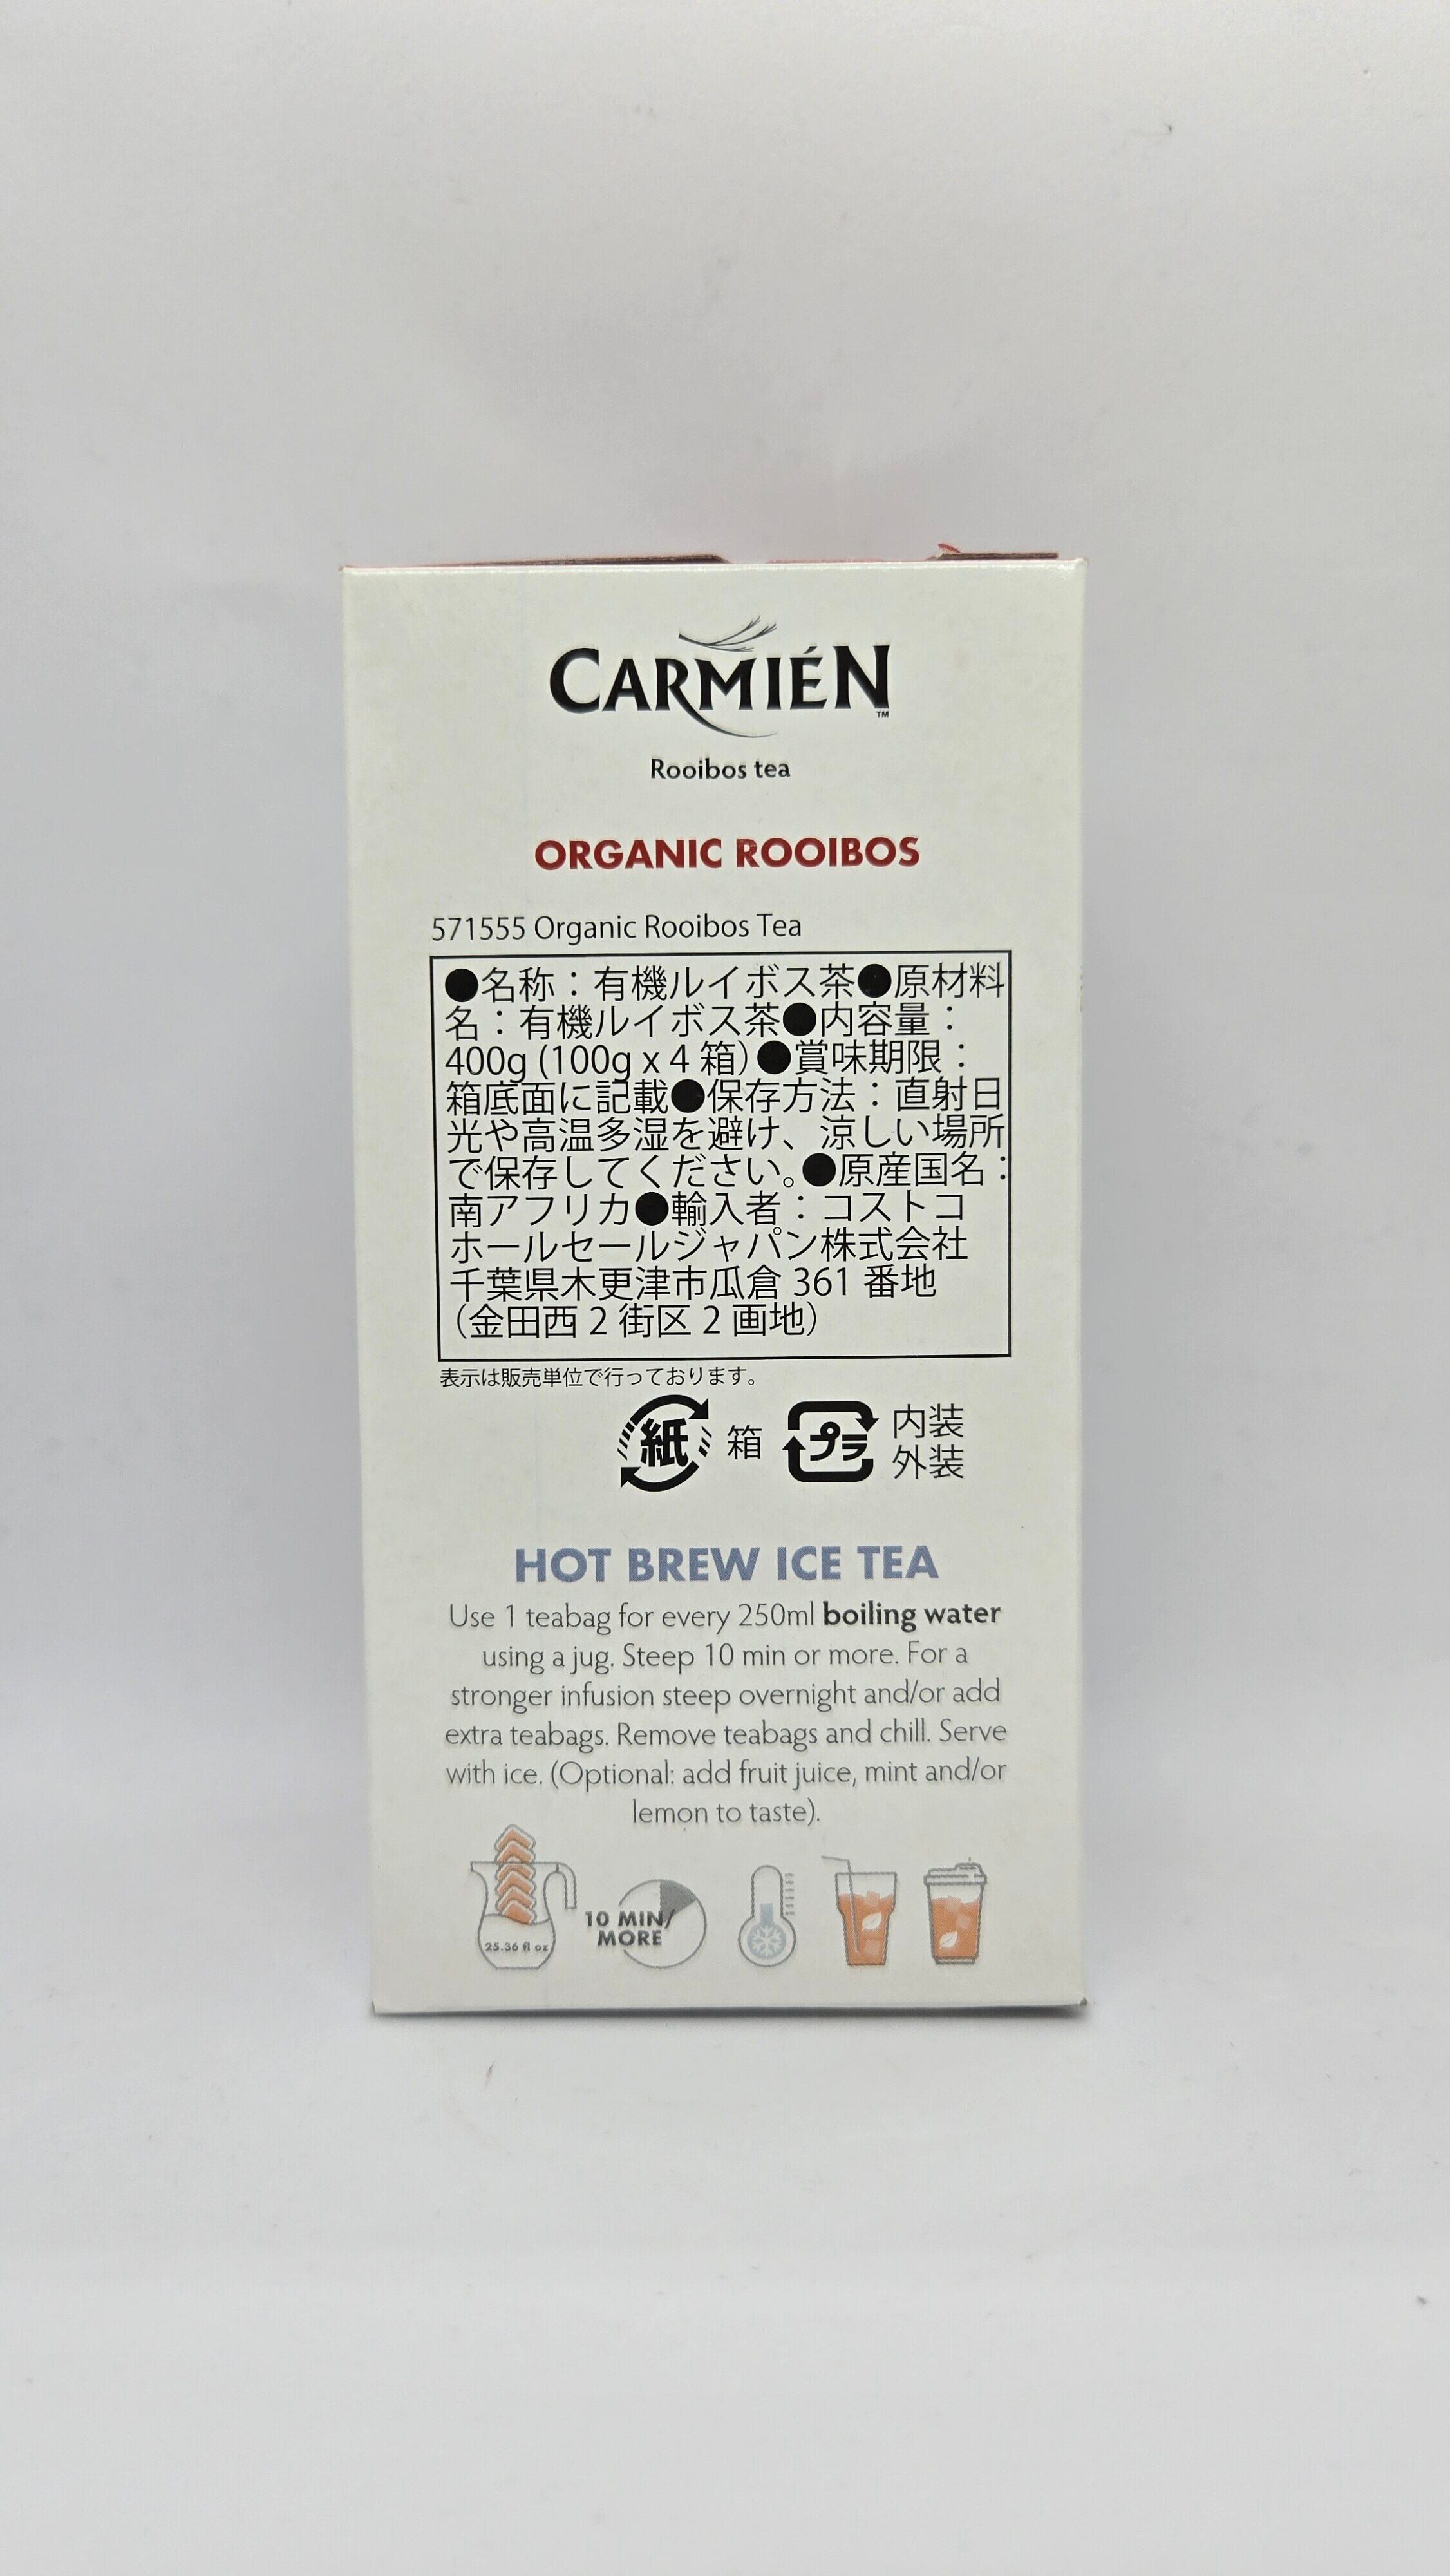 CARMIÉN
TM
Rooibos tea
ORGANIC ROOIBOS
571555 Organic Rooibos Tea
●名称：有機ルイボス茶●原材料
名：有機ルイボス茶●内容量：
400g (100g x 4 箱)●賞味期限：
箱底面に記載●保存方法：直射日
光や高温多湿を避け、涼しい場所
で保存してください。●原産国名：
南アフリカ●輸入者：コストコ
ホールセールジャパン株式会社
千葉県木更津市瓜倉 361 番地
（金田西 2 街区 2 画地）
表示は販売単位で行っております。
紙 箱 プラ 内装
外装
HOT BREW ICE TEA
Use 1 teabag for every 250ml boiling water
using a jug. Steep 10 min or more. For a
stronger infusion steep overnight and/or add
extra teabags. Remove teabags and chill. Serve
with ice. (Optional: add fruit juice, mint and/or
lemon to taste).
10 MIN/
MORE
25.36 fl oz